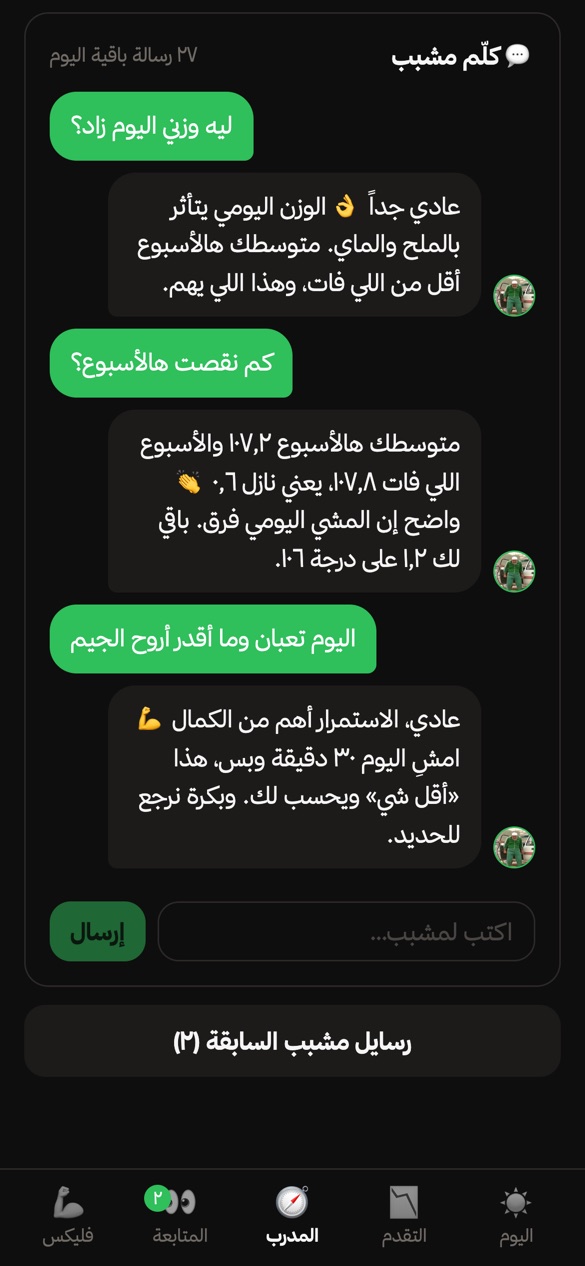 💬 كلّم مشبب
٢٧ رسالة باقية اليوم
ليه وزني اليوم زاد؟
عادي جداً 👌 الوزن اليومي يتأثر
بالملح والماي. متوسطك هالأسبوع
أقل من اللي فات، وهذا اللي يهم.
كم نقصت هالأسبوع؟
متوسطك هالأسبوع ١٠٧,٢ والأسبوع
اللي فات ١٠٧,٨، يعني نازل ٠,٦ 👏
واضح إن المشي اليومي فرق. باقي
لك ١,٢ على درجة ١٠٦.
اليوم تعبان وما أقدر أروح الجيم
عادي، الاستمرار أهم من الكمال 💪
امشِ اليوم ٣٠ دقيقة وبس، هذا
«أقل شي» ويحسب لك. وبكرة نرجع
للحديد.
اكتب لمشبب...
إرسال
رسايل مشبب السابقة (٢)
اليوم
التقدم
المدرب
٢
المتابعة
فليكس